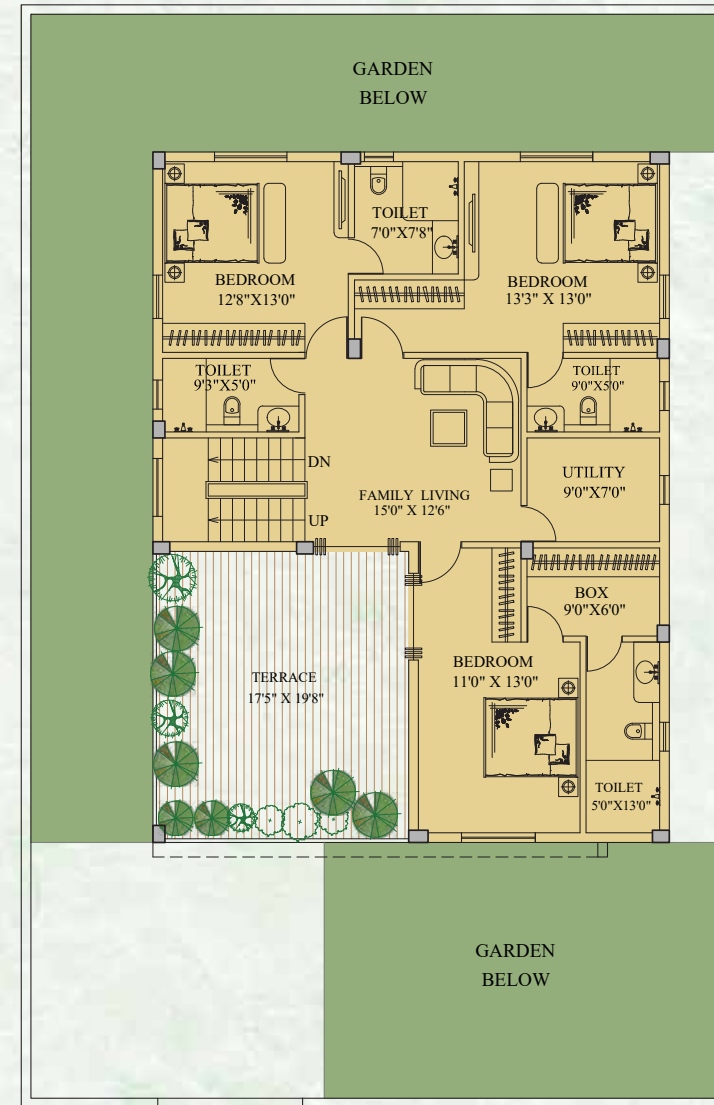 GARDEN
BELOW
TOILET
7'0"X7'8"
BEDROOM
12'8"X13'0"
BEDROOM
13'3" X 13'0"
TOILET
9'3"X5'0"
TOILET
9'0"X5'0"
DN
UTILITY
9'0"X7'0"
FAMILY LIVING
15'0" X 12'6"
UP
BOX
9'0"X6'0"
BEDROOM
11'0" X 13'0"
TERRACE
17'5" X 19'8"
TOILET
5'0"X13'0"
GARDEN
BELOW